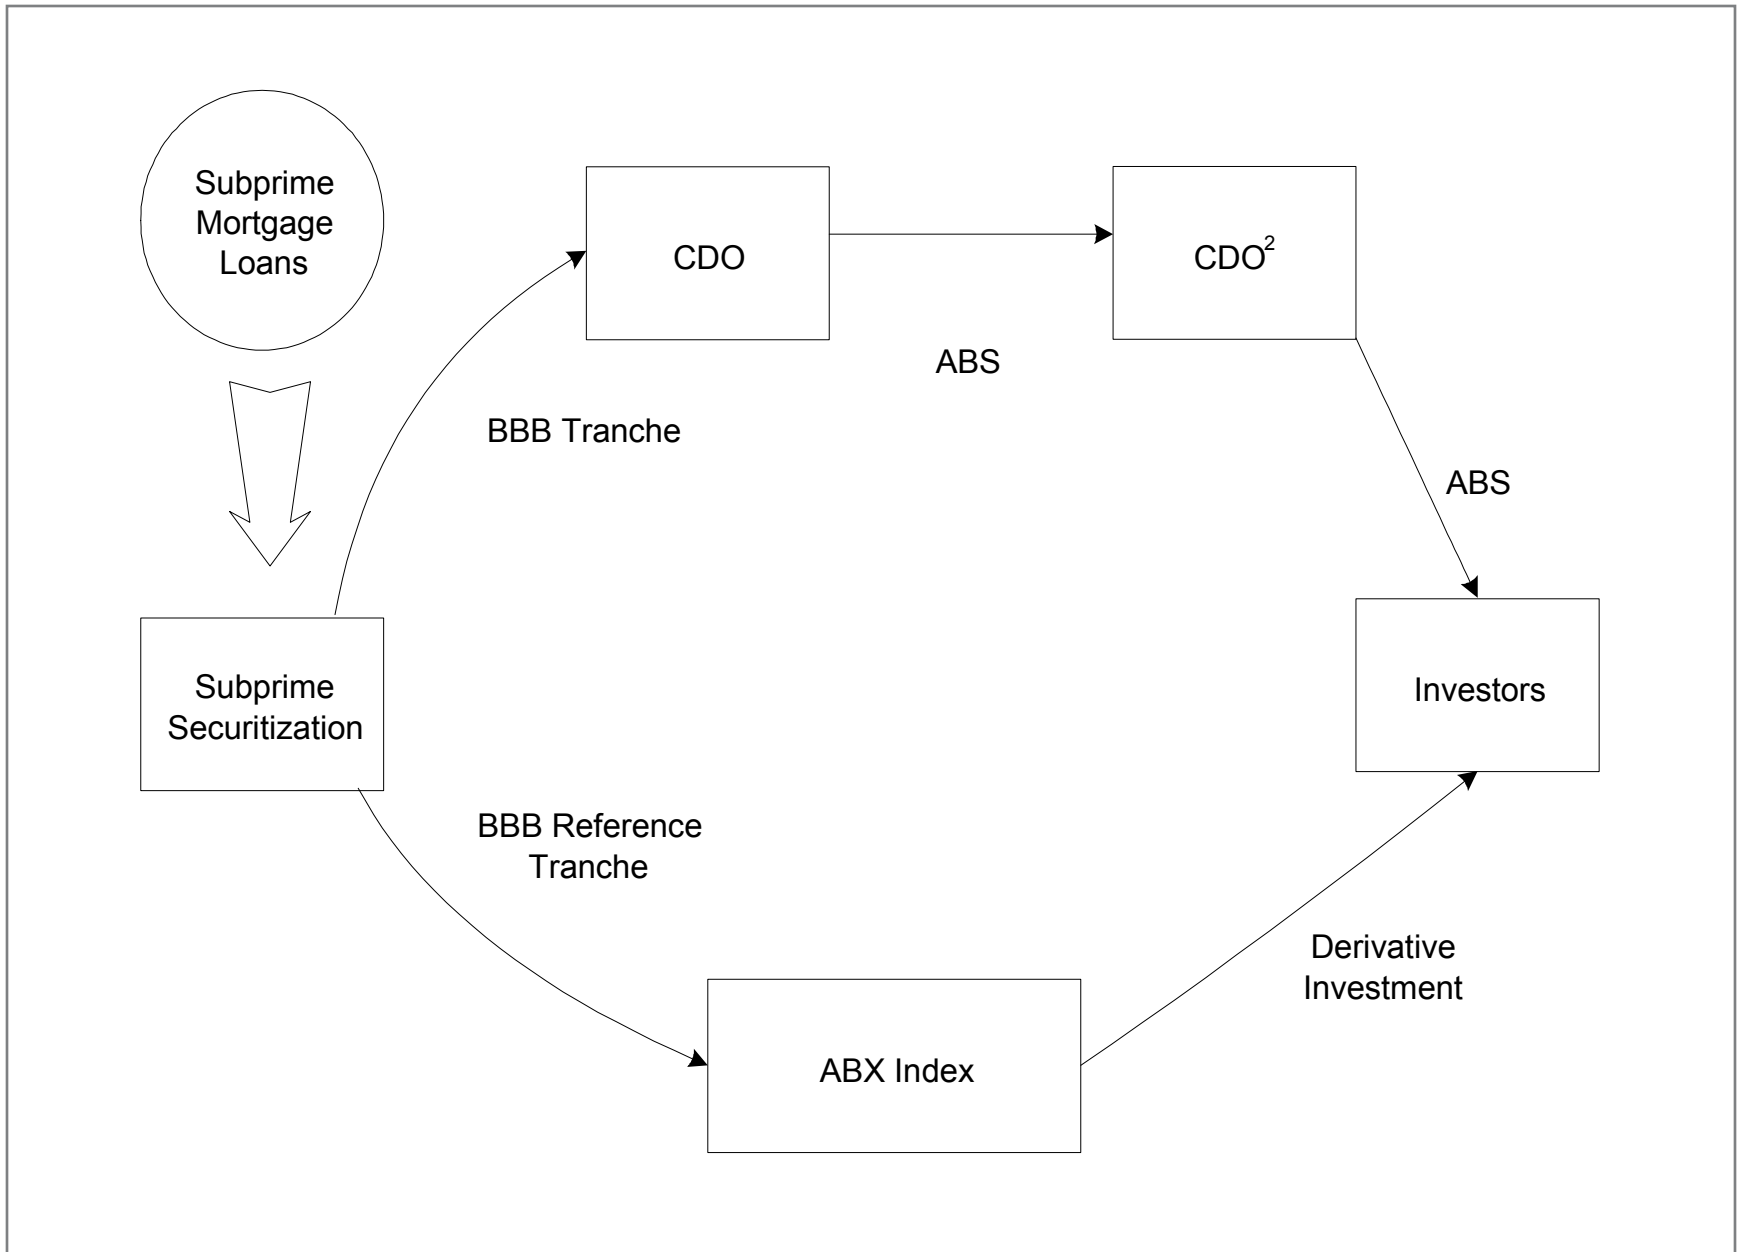 Subprime
Mortgage
Loans
CDO
CDO²
ABS
BBB Tranche
ABS
Subprime
Securitization
Investors
BBB Reference
Tranche
Derivative
Investment
ABX Index